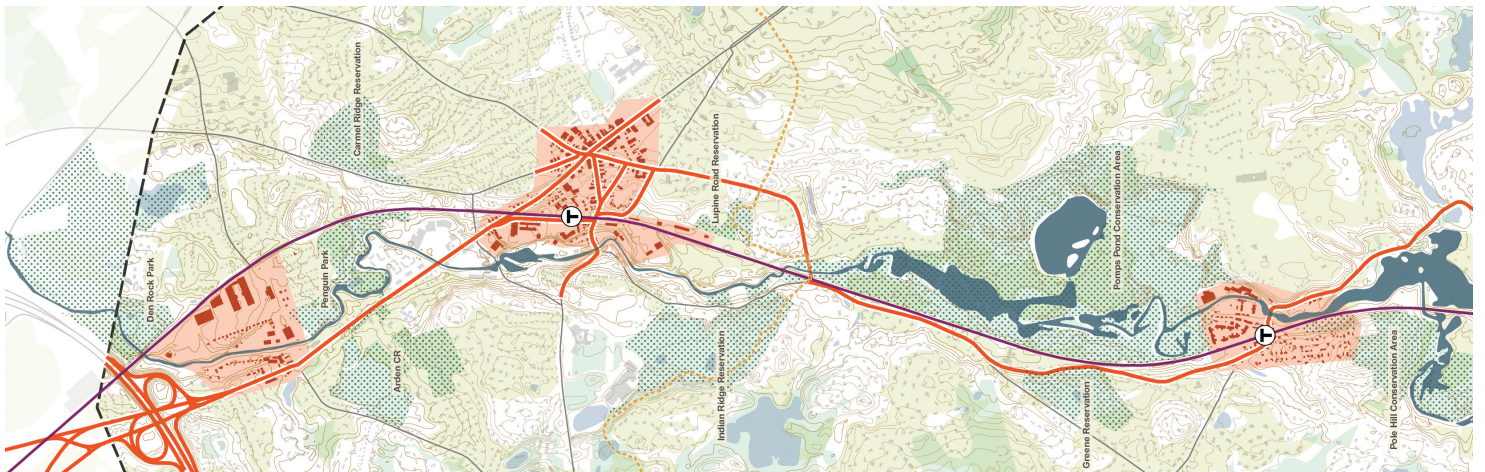 Den Rock Park
Penguin Park
Carmel Ridge Reservation
Arden CR
T
Lupine Road Reservation
Indian Ridge Reservation
Pomps Pond Conservation Area
Greene Reservation
T
Pole Hill Conservation Area